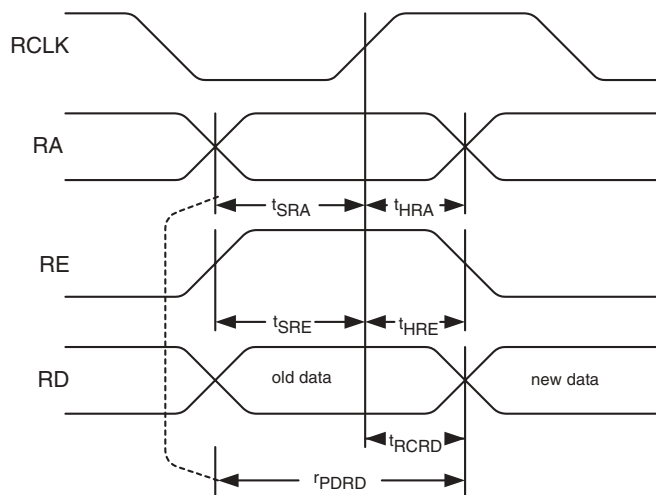 RCLK
RA
tSRA tHRA
RE
tSRE tHRE
RD old data new data
tRCRD
rPDRD